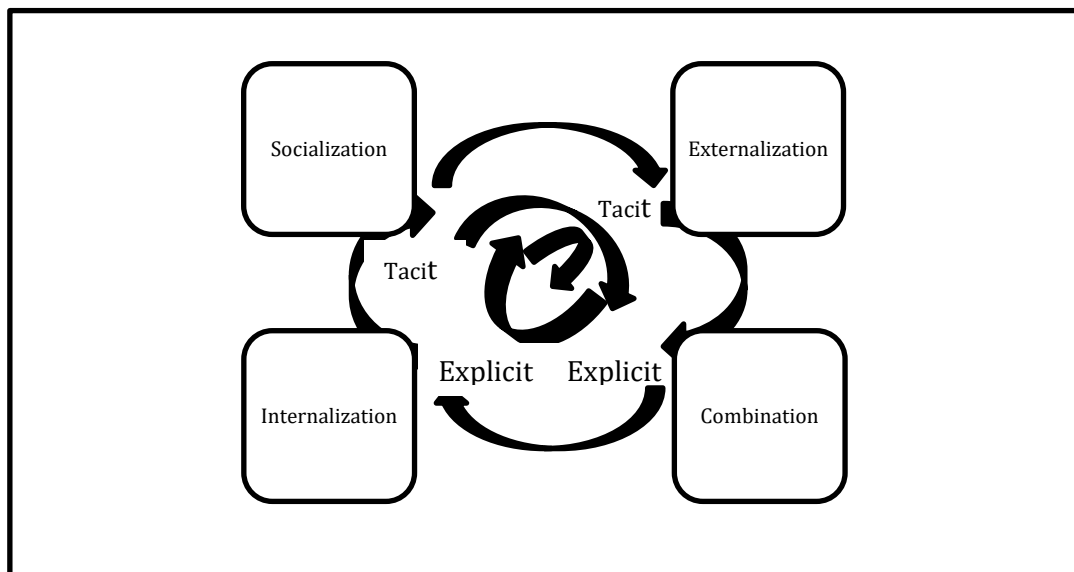 Socialization
Externalization
Tacit
Tacit
Explicit
Explicit
Internalization
Combination